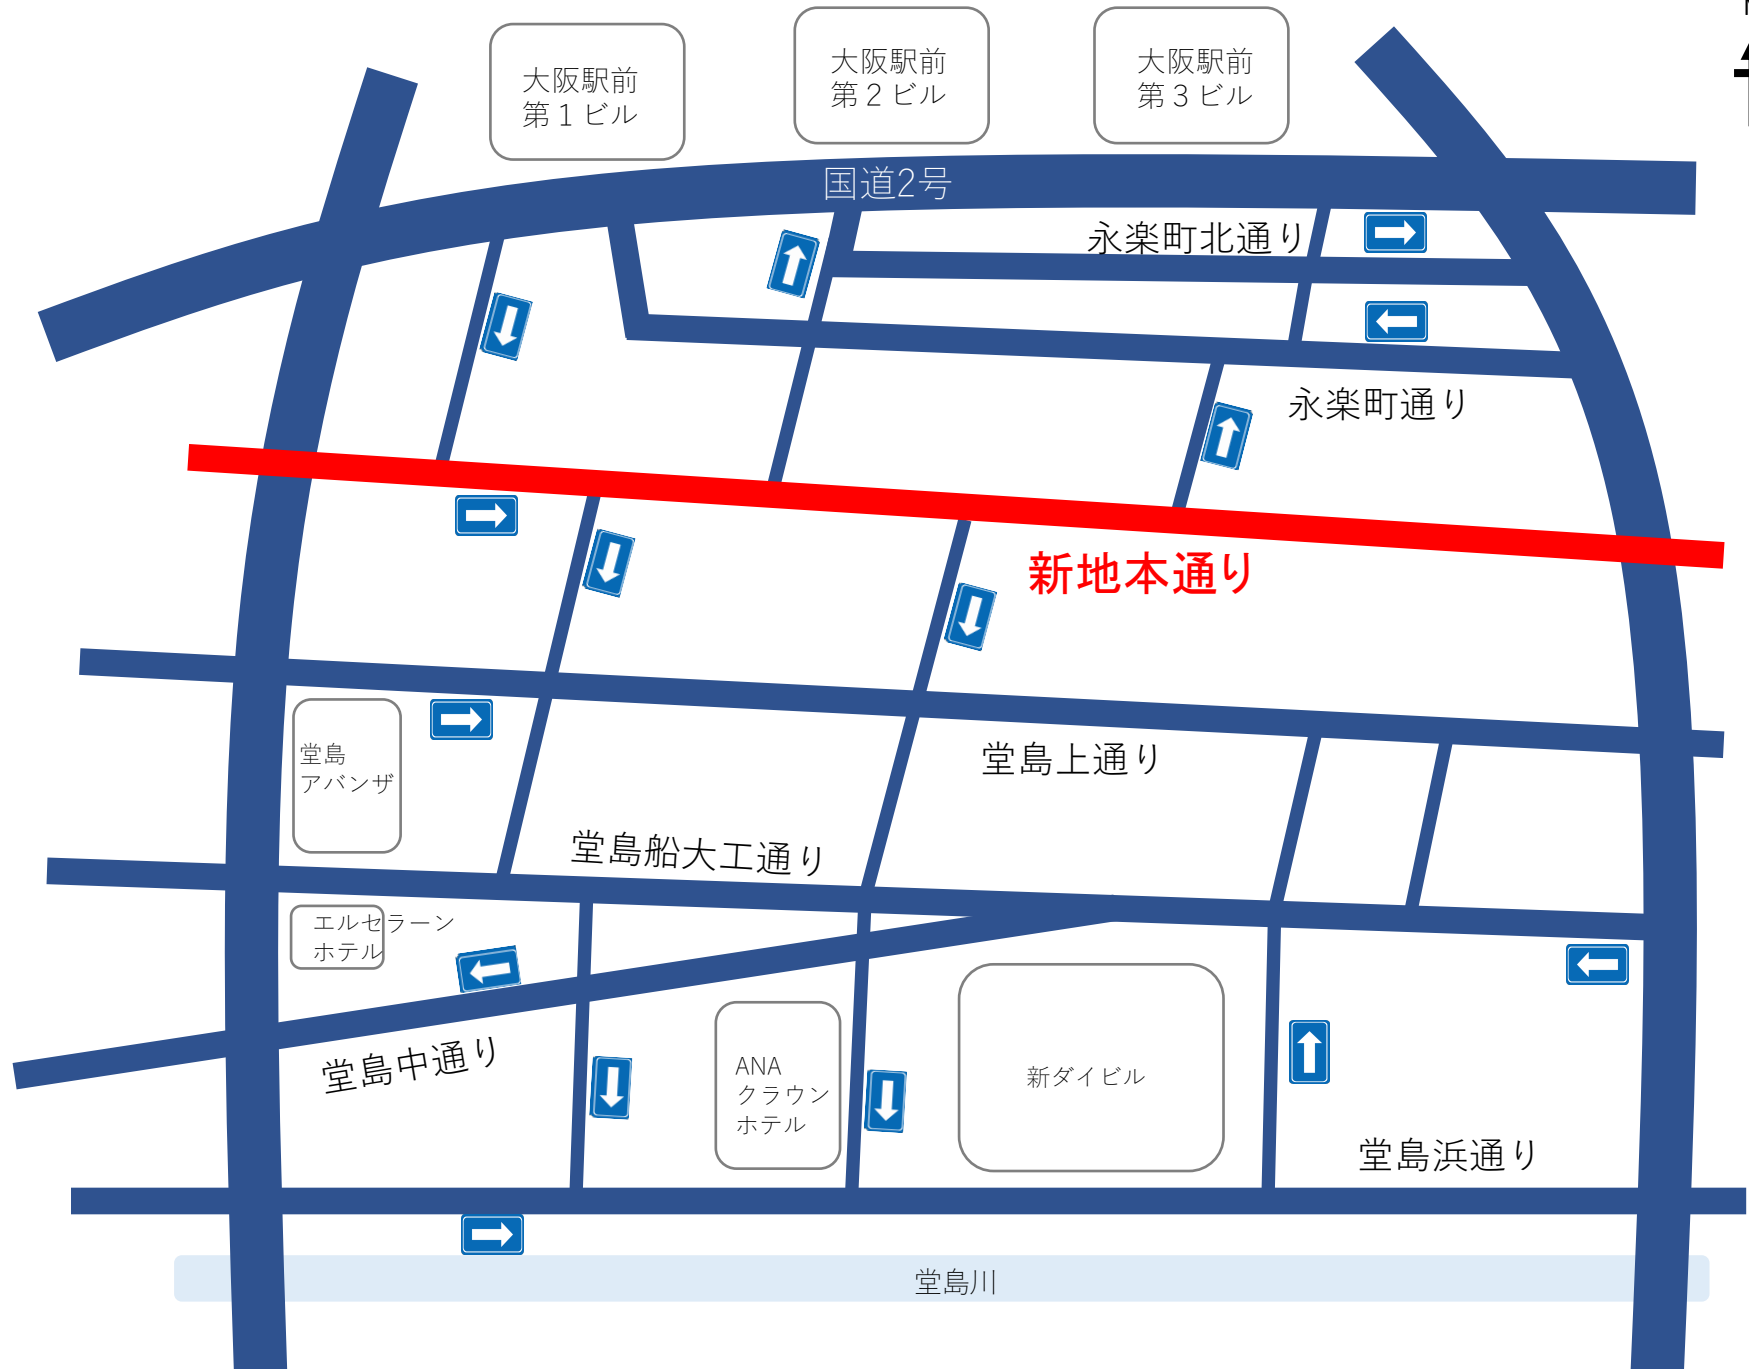 大阪駅前
第１ビル
大阪駅前
第２ビル
大阪駅前
第３ビル
国道2号
永楽町北通り
永楽町通り
新地本通り
堂島
アバンザ
堂島上通り
堂島船大工通り
エルセラーン
ホテル
堂島中通り
ANA
クラウン
ホテル
新ダイビル
堂島浜通り
堂島川